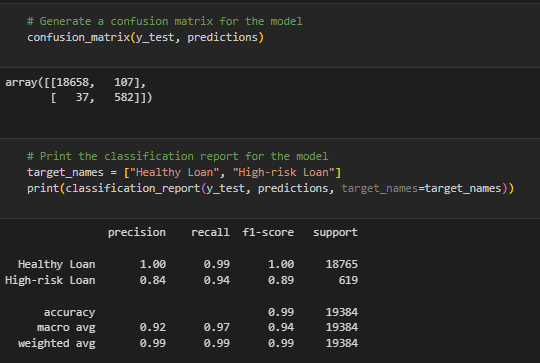 # Generate a confusion matrix for the model
confusion_matrix(y_test, predictions)
array([[18658,   107],
       [   37,   582]])
# Print the classification report for the model
target_names = ["Healthy Loan", "High-risk Loan"]
print(classification_report(y_test, predictions, target_names=target_names))
                precision    recall  f1-score   support
  Healthy Loan       1.00      0.99      1.00     18765
High-risk Loan       0.84      0.94      0.89       619
      accuracy                           0.99     19384
     macro avg       0.92      0.97      0.94     19384
  weighted avg       0.99      0.99      0.99     19384